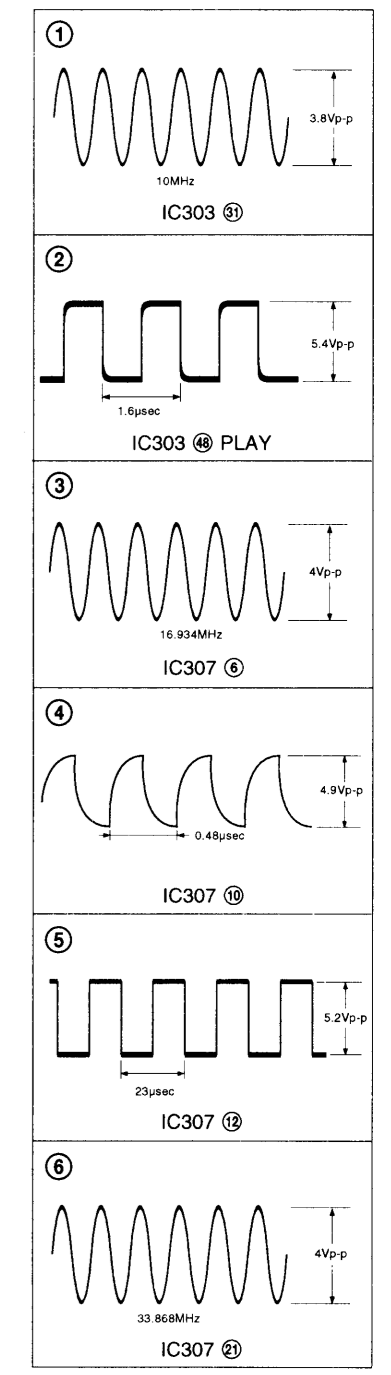 ①
3.8Vp-p
10MHz
IC303 ㉛
②
5.4Vp-p
1.6µsec
IC303 ㊽ PLAY
③
4Vp-p
16.934MHz
IC307 ⑥
④
4.9Vp-p
0.48µsec
IC307 ⑩
⑤
5.2Vp-p
23µsec
IC307 ⑫
⑥
4Vp-p
33.868MHz
IC307 ㉑